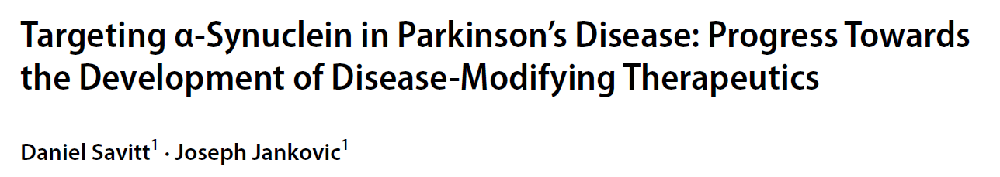 Targeting α-Synuclein in Parkinson’s Disease: Progress Towards
the Development of Disease-Modifying Therapeutics
Daniel Savitt¹ · Joseph Jankovic¹